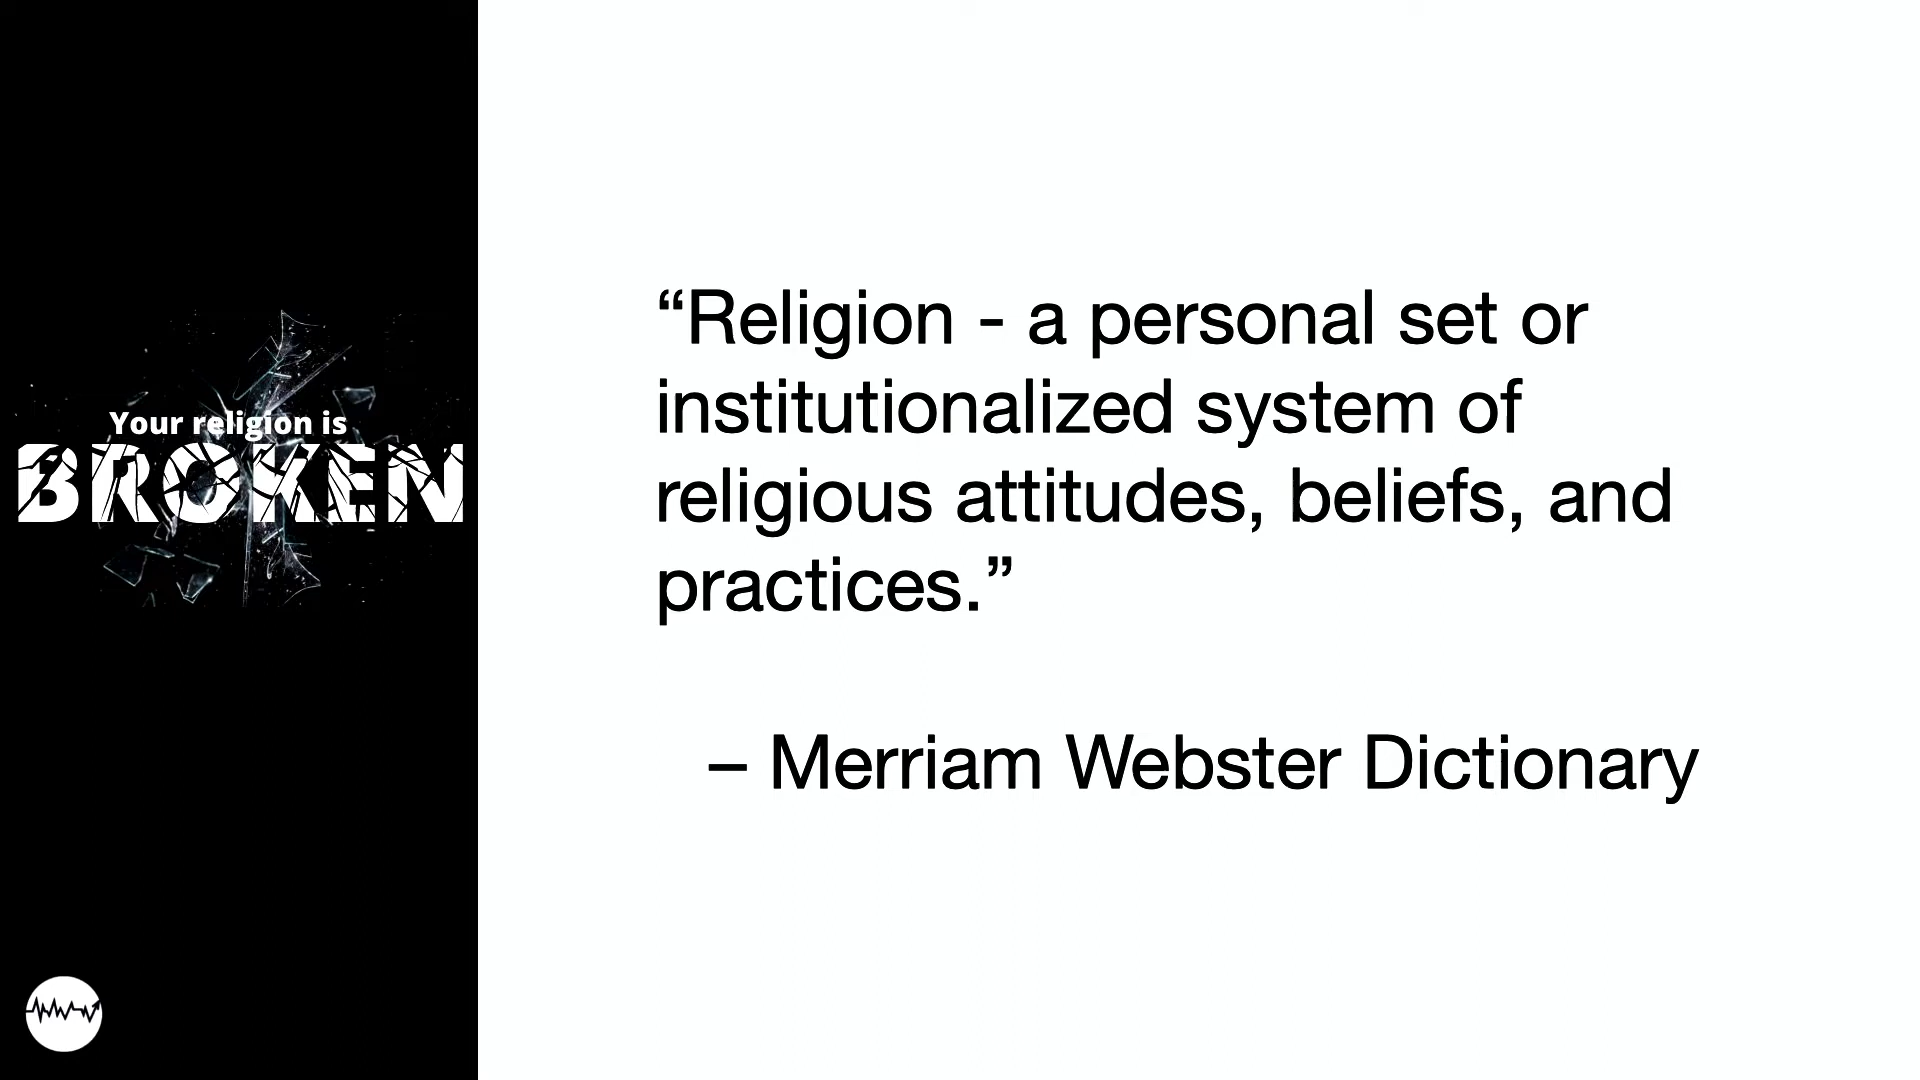 Your religion is
BROKEN
“Religion - a personal set or
institutionalized system of
religious attitudes, beliefs, and
practices.”
– Merriam Webster Dictionary